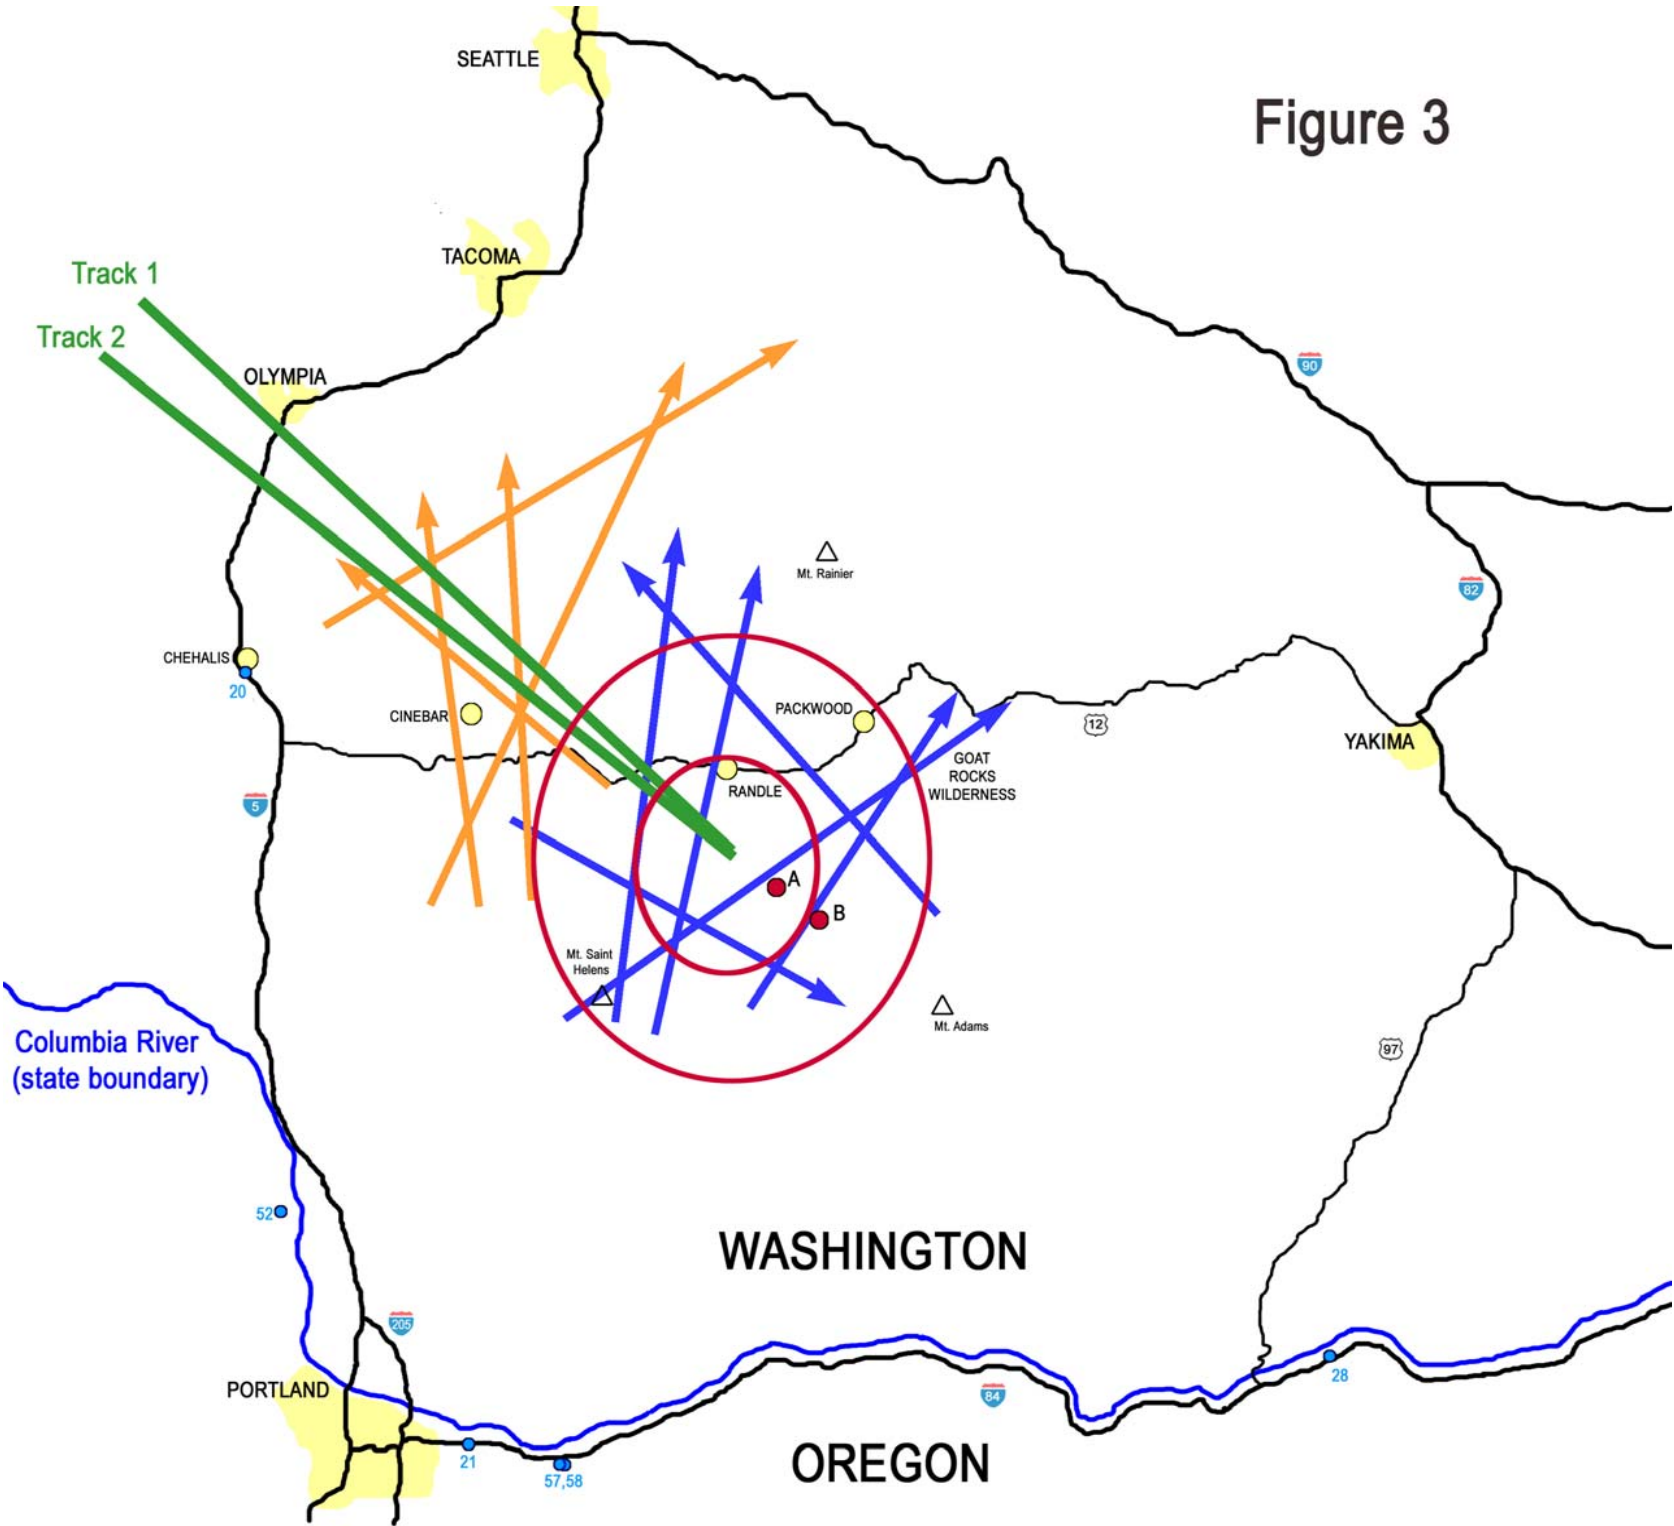 SEATTLE
Figure 3
TACOMA
Track 1
Track 2
OLYMPIA
90
Mt. Rainier
82
CHEHALIS
20
CINEBAR
PACKWOOD
12
YAKIMA
GOAT
ROCKS
WILDERNESS
RANDLE
5
A
B
Mt. Saint
Helens
Mt. Adams
Columbia River
(state boundary)
97
52
WASHINGTON
205
PORTLAND
84
28
21
57,58
OREGON